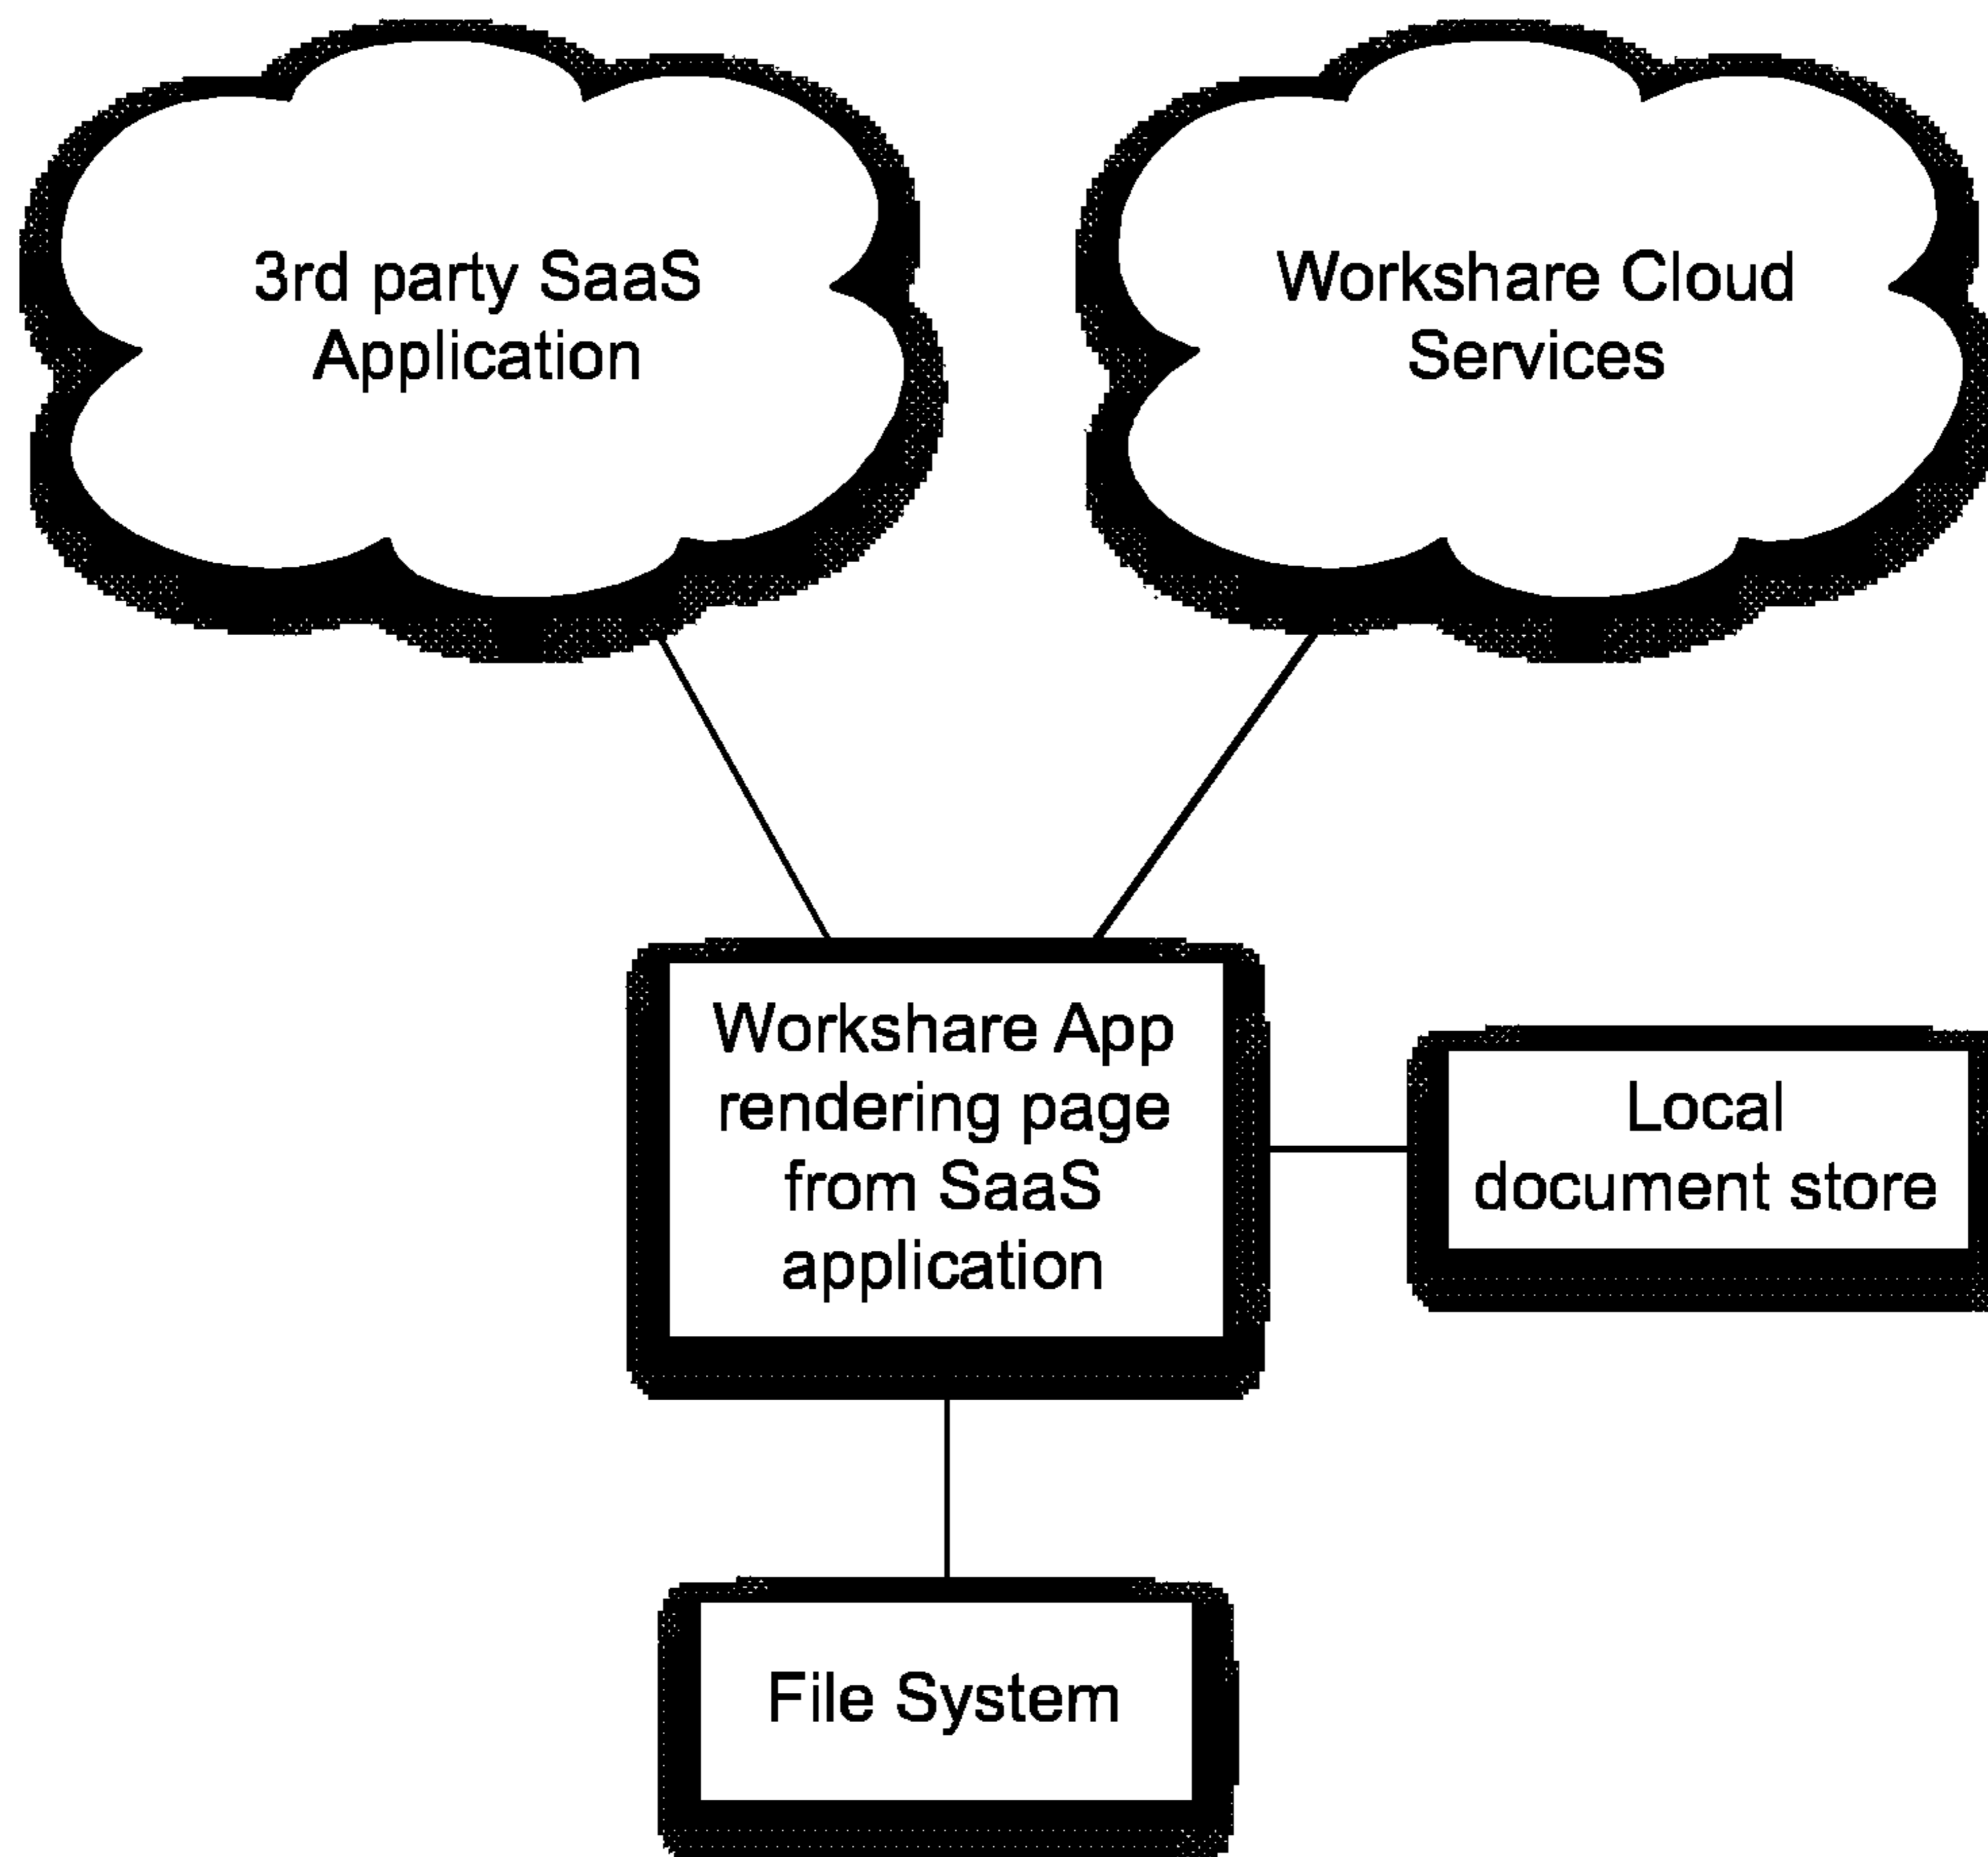 3rd party SaaS
Application
Workshare Cloud
Services
Workshare App
rendering page
from SaaS
application
Local
document store
File System